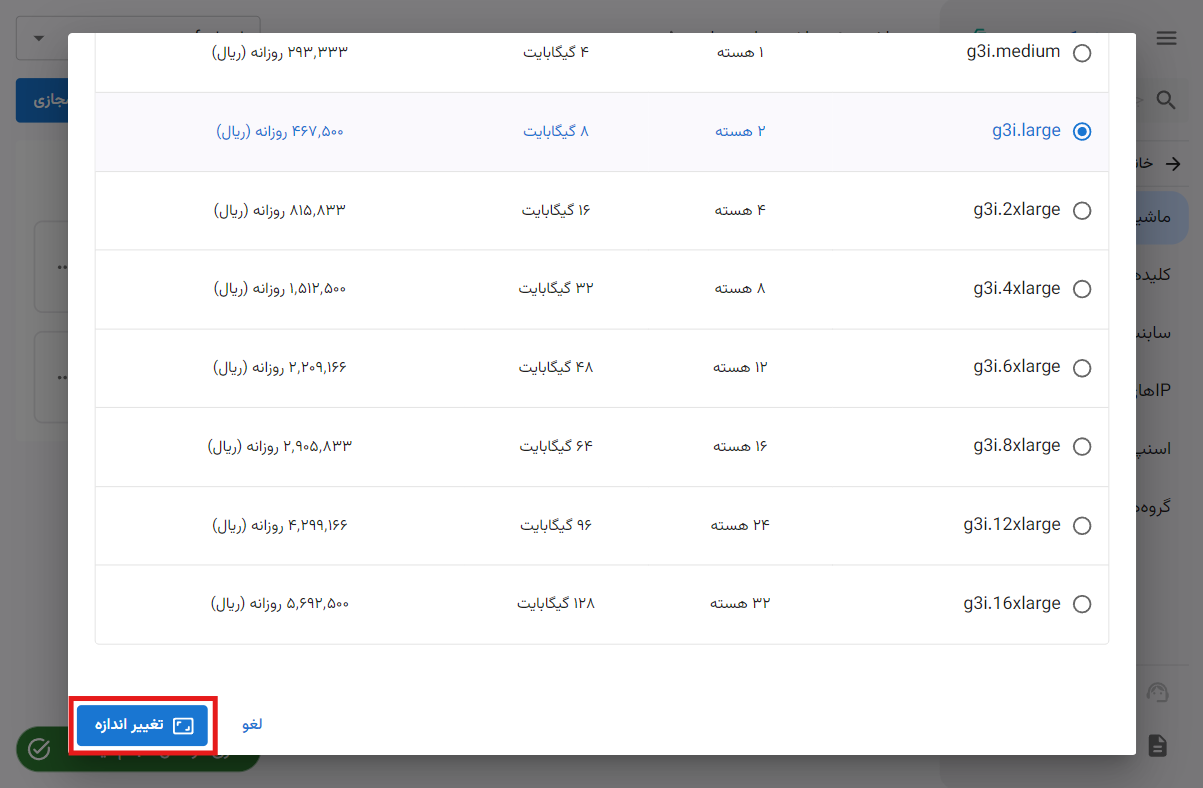 g3i.medium ۱ هسته ۴ گیگابایت ۲۹۳,۳۳۳ روزانه (ریال)
g3i.large ۲ هسته ۸ گیگابایت ۴۶۷,۵۰۰ روزانه (ریال)
g3i.2xlarge ۴ هسته ۱۶ گیگابایت ۸۱۵,۸۳۳ روزانه (ریال)
g3i.4xlarge ۸ هسته ۳۲ گیگابایت ۱,۵۱۲,۵۰۰ روزانه (ریال)
g3i.6xlarge ۱۲ هسته ۴۸ گیگابایت ۲,۲۰۹,۱۶۶ روزانه (ریال)
g3i.8xlarge ۱۶ هسته ۶۴ گیگابایت ۲,۹۰۵,۸۳۳ روزانه (ریال)
g3i.12xlarge ۲۴ هسته ۹۶ گیگابایت ۴,۲۹۹,۱۶۶ روزانه (ریال)
g3i.16xlarge ۳۲ هسته ۱۲۸ گیگابایت ۵,۶۹۲,۵۰۰ روزانه (ریال)
لغو
تغییر اندازه